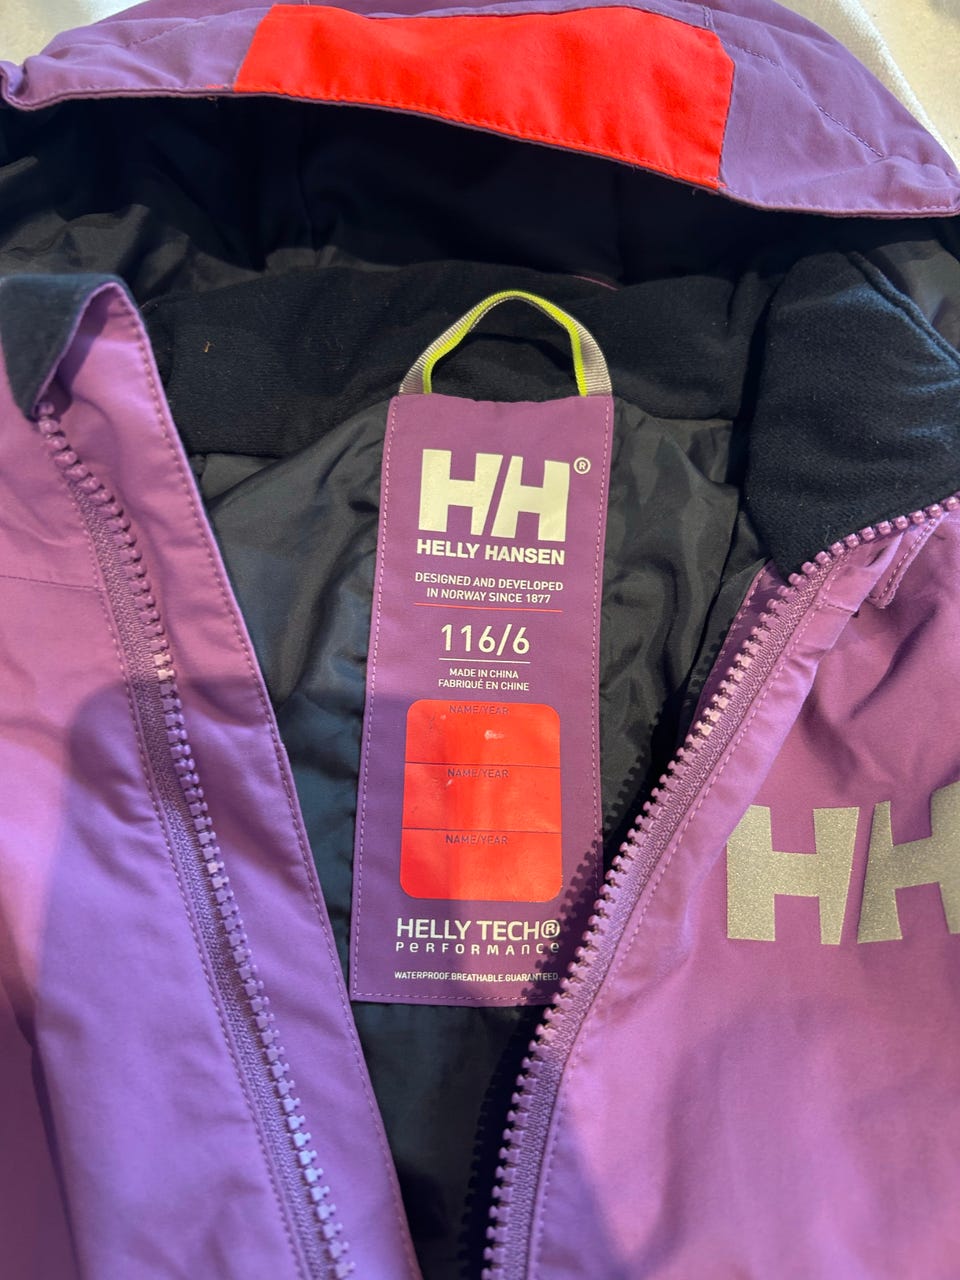 HH®
HELLY HANSEN
DESIGNED AND DEVELOPED
IN NORWAY SINCE 1877
116/6
MADE IN CHINA
FABRIQUÉ EN CHINE
NAME/YEAR
NAME/YEAR
NAME/YEAR
HELLY TECH®
PERFORMANCE
WATERPROOF.BREATHABLE.GUARANTEED.
HH